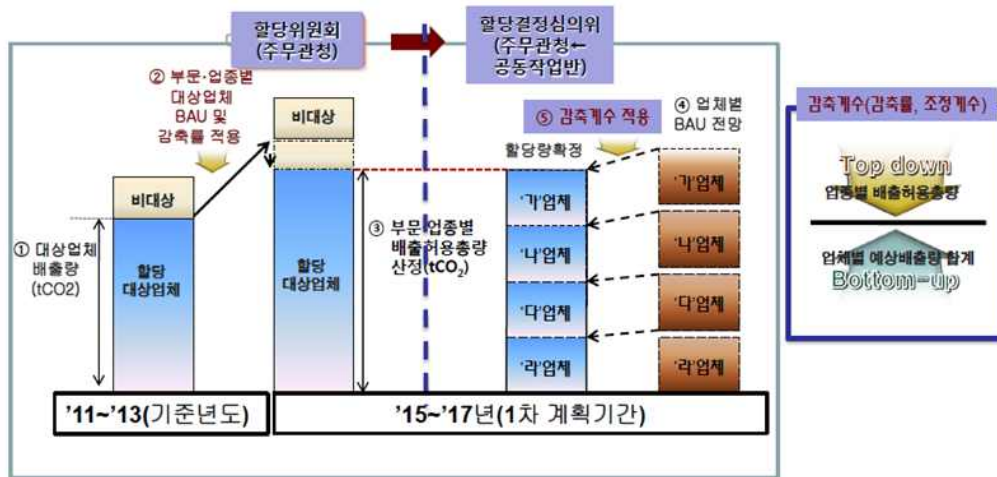 할당위원회
(주무관청)
할당결정심의위
(주무관청←
공동작업반)
② 부문·업종별
대상업체
BAU 및
감축률 적용
비대상
⑤ 감축계수 적용
④ 업체별
BAU 전망
할당량확정
비대상
① 대상업체
배출량
(tCO2)
할당
대상업체
할당
대상업체
③ 부문 업종별
배출허용총량
산정(tCO₂)
'가'업체
'나'업체
'다'업체
'라'업체
'가'업체
'나'업체
'다'업체
'라'업체
'11~'13(기준년도)
'15~'17년(1차 계획기간)
감축계수(감축률, 조정계수)
Top down
업종별 배출허용총량
업체별 예상배출량 합계
Bottom-up